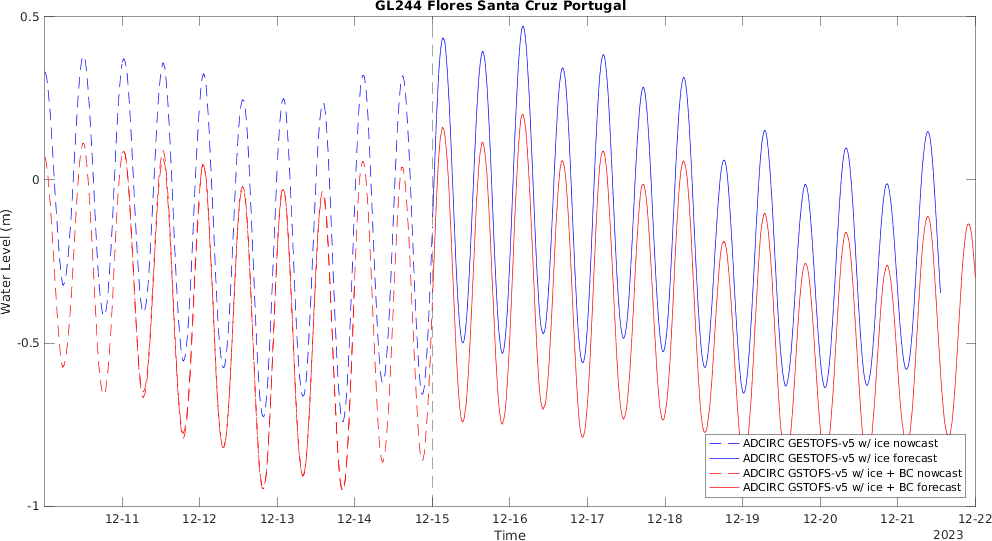 GL244 Flores Santa Cruz Portugal
0.5
0
-0.5
-1
Water Level (m)
ADCIRC GESTOFS-v5 w/ ice nowcast
ADCIRC GESTOFS-v5 w/ ice forecast
ADCIRC GSTOFS-v5 w/ ice + BC nowcast
ADCIRC GSTOFS-v5 w/ ice + BC forecast
12-11 12-12 12-13 12-14 12-15 12-16 12-17 12-18 12-19 12-20 12-21 12-22
Time
2023